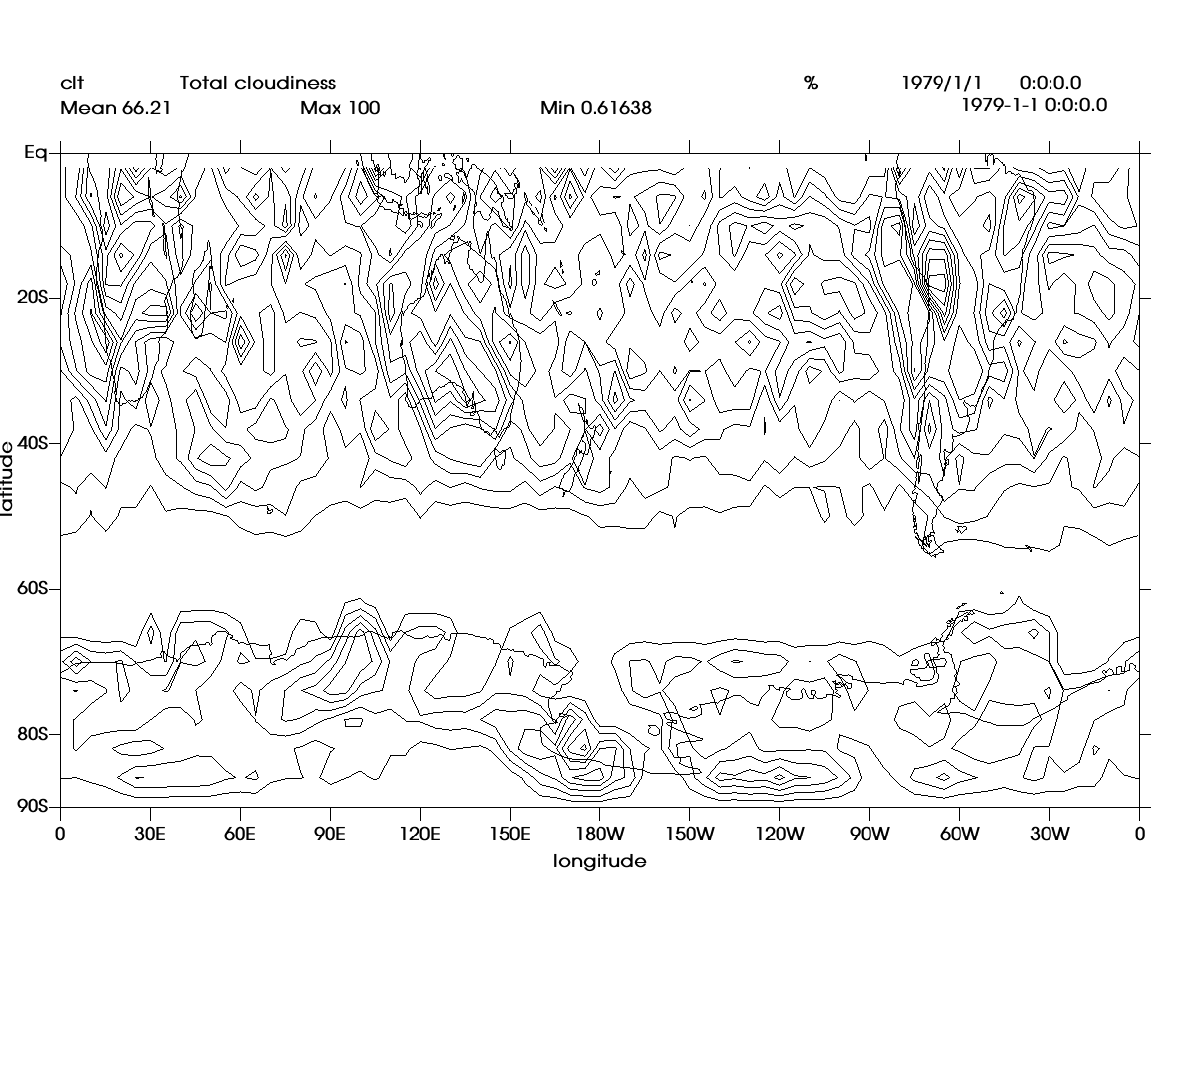 clt Total cloudiness % 1979/1/1 0:0:0.0
Mean 66.21 Max 100 Min 0.61638 1979-1-1 0:0:0.0
Eq
20S
40S
latitude
60S
80S
90S
0 30E 60E 90E 120E 150E 180W 150W 120W 90W 60W 30W 0
longitude